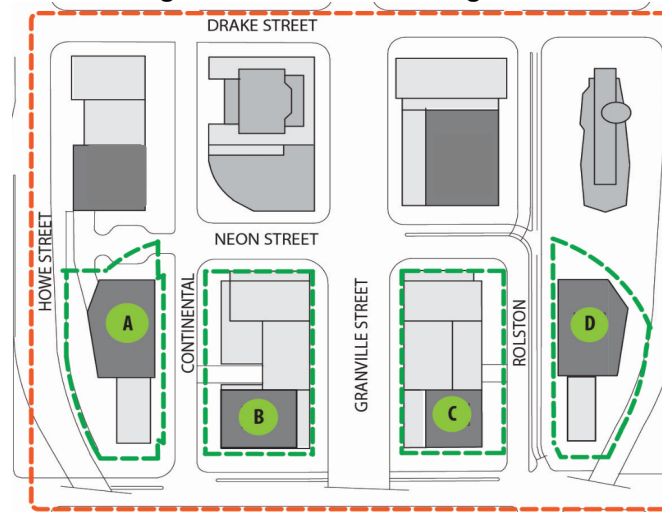 DRAKE STREET
NEON STREET
HOWE STREET
CONTINENTAL
GRANVILLE STREET
ROLSTON
A
B
C
D